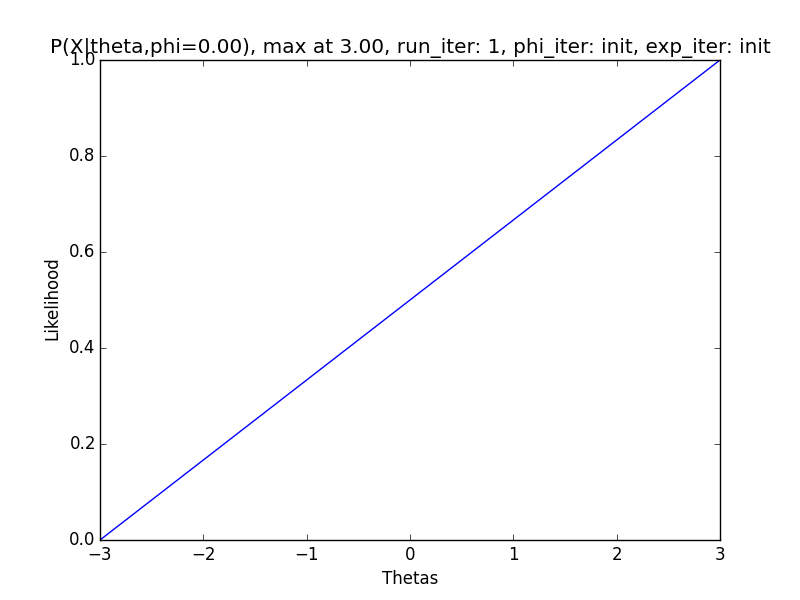 P(X|theta,phi=0.00), max at 3.00, run_iter: 1, phi_iter: init, exp_iter: init
1.0
0.8
0.6
0.4
0.2
0.0
Likelihood
−3 −2 −1 0 1 2 3
Thetas